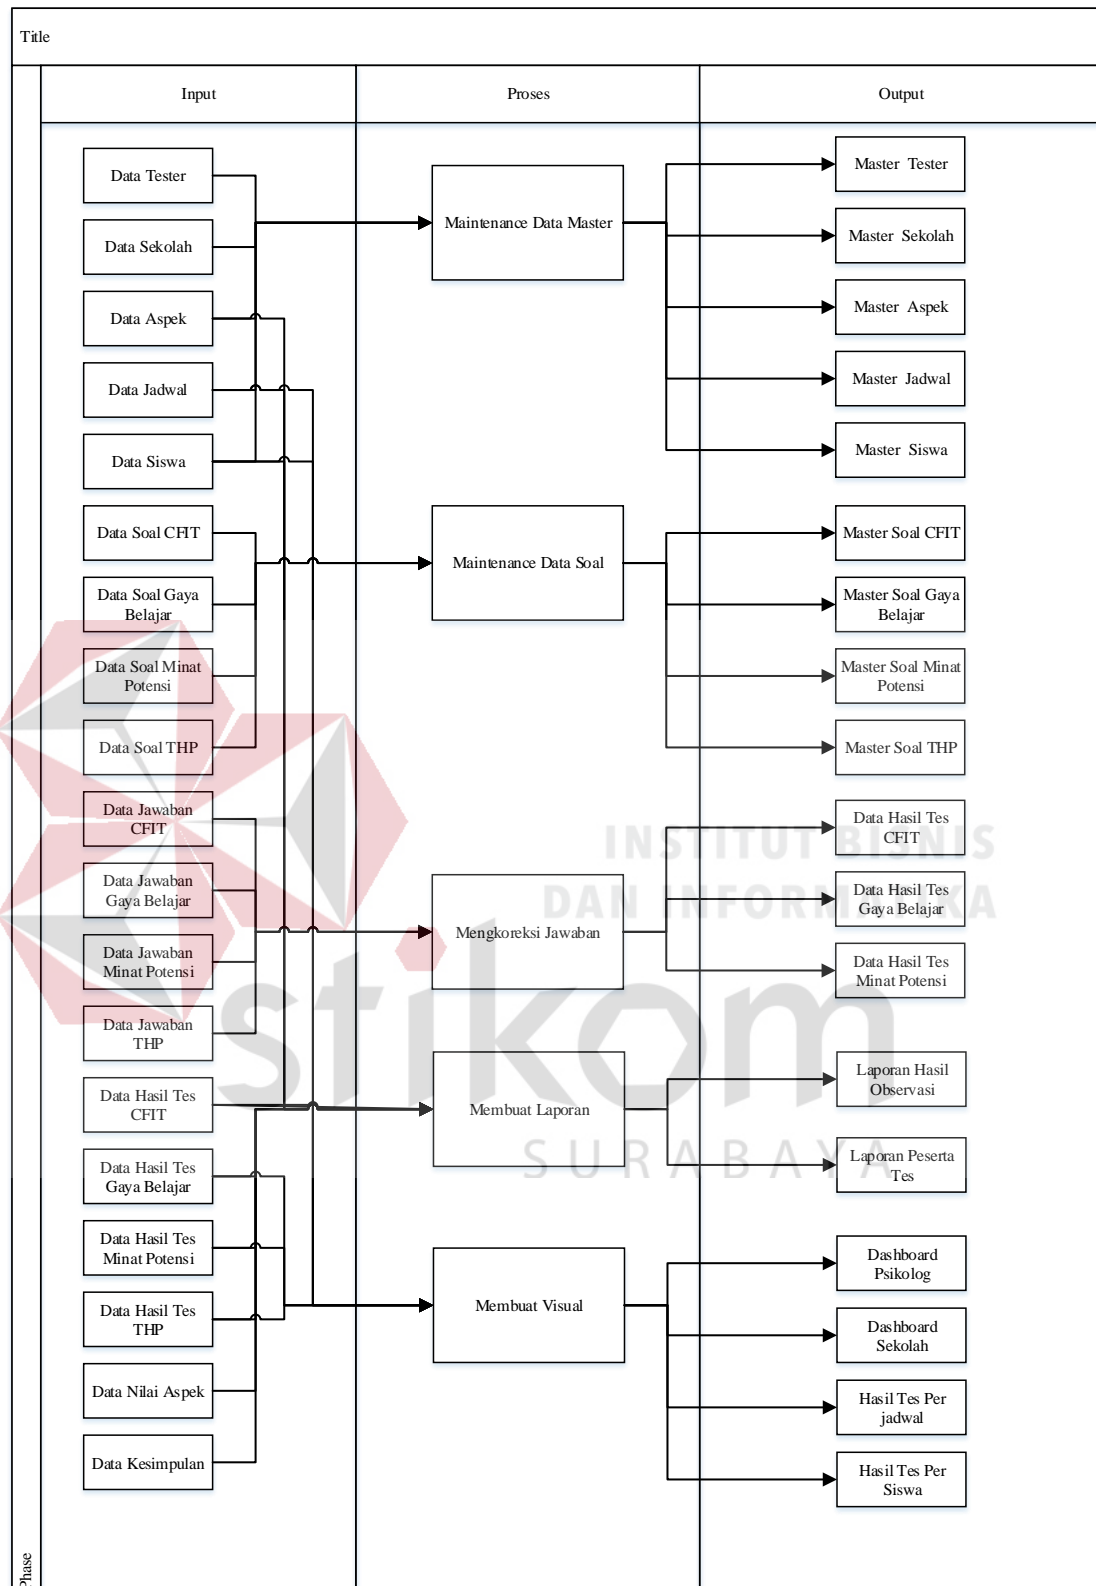 Title
Input
Proses
Output
Data Tester
Data Sekolah
Data Aspek
Data Jadwal
Data Siswa
Data Soal CFIT
Data Soal Gaya
Belajar
Data Soal Minat
Potensi
Data Soal THP
Data Jawaban
CFIT
Data Jawaban
Gaya Belajar
Data Jawaban
Minat Potensi
Data Jawaban
THP
Data Hasil Tes
CFIT
Data Hasil Tes
Gaya Belajar
Data Hasil Tes
Minat Potensi
Data Hasil Tes
THP
Data Nilai Aspek
Data Kesimpulan
Maintenance Data Master
Maintenance Data Soal
Mengkoreksi Jawaban
Membuat Laporan
Membuat Visual
Master Tester
Master Sekolah
Master Aspek
Master Jadwal
Master Siswa
Master Soal CFIT
Master Soal Gaya
Belajar
Master Soal Minat
Potensi
Master Soal THP
Data Hasil Tes
CFIT
Data Hasil Tes
Gaya Belajar
Data Hasil Tes
Minat Potensi
Laporan Hasil
Observasi
Laporan Peserta
Tes
Dashboard
Psikolog
Dashboard
Sekolah
Hasil Tes Per
jadwal
Hasil Tes Per
Siswa
Phase
INSTITUT BISNIS
DAN INFORMATIKA
stikom
SURABAYA